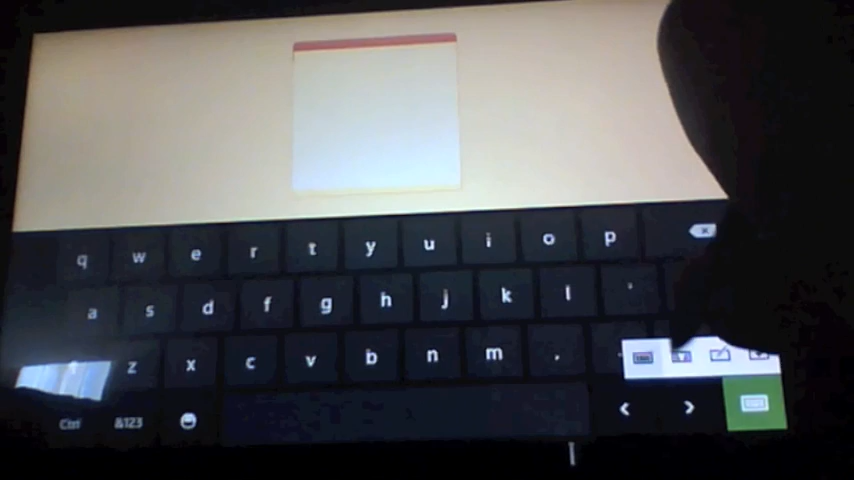 q w e r t y u i o p
a s d f g h j k l '
z x c v b n m ,
Ctrl &123 < >